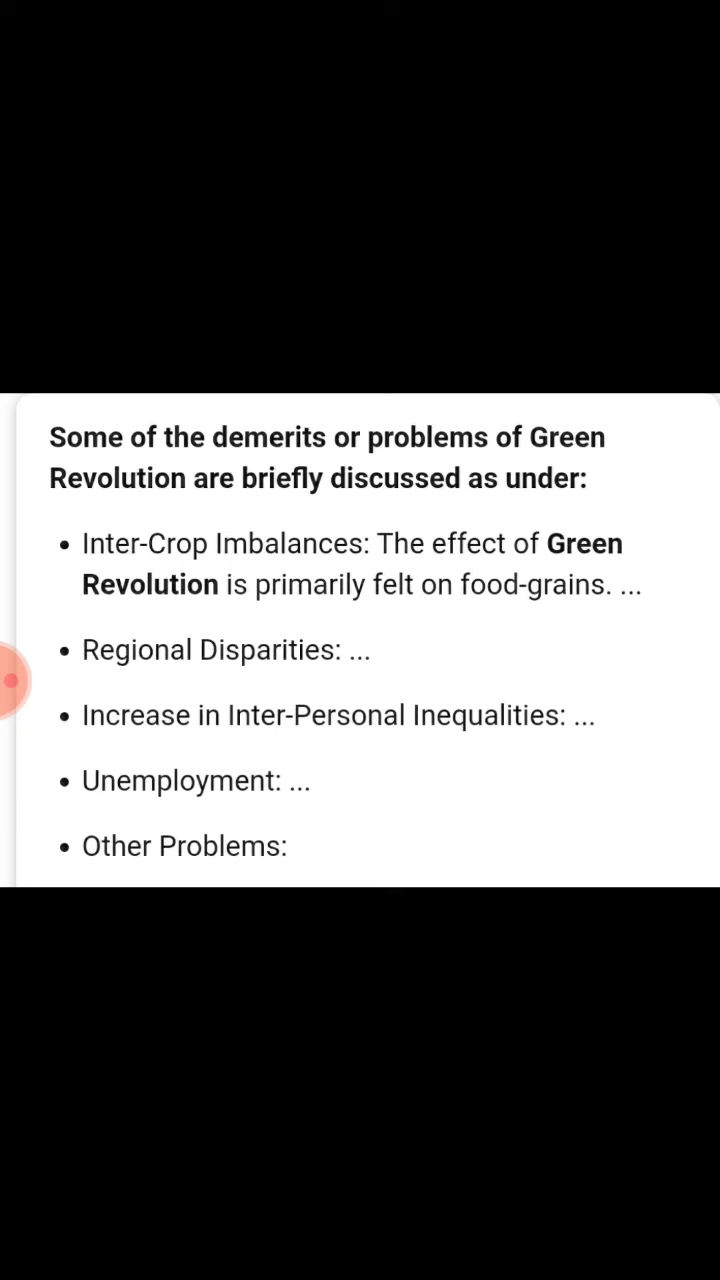 Some of the demerits or problems of Green
Revolution are briefly discussed as under:
• Inter-Crop Imbalances: The effect of Green
Revolution is primarily felt on food-grains. ...
• Regional Disparities: ...
• Increase in Inter-Personal Inequalities: ...
• Unemployment: ...
• Other Problems: